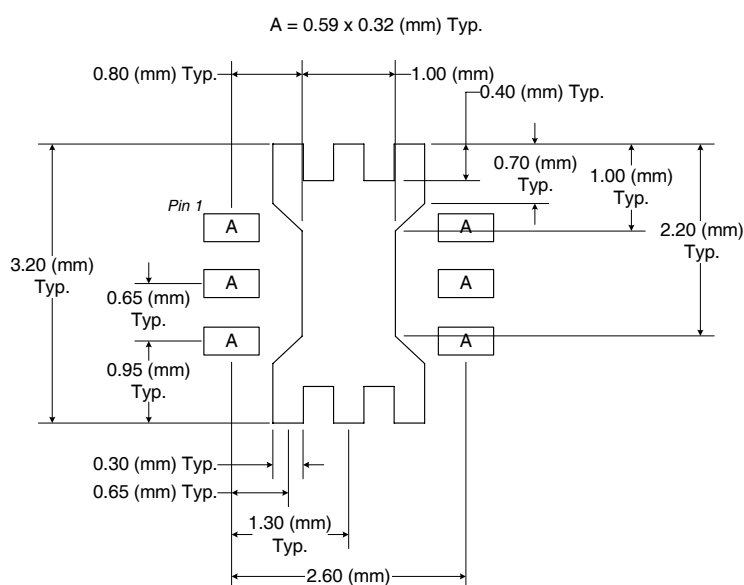 A = 0.59 x 0.32 (mm) Typ.
0.80 (mm) Typ.
1.00 (mm)
0.40 (mm) Typ.
0.70 (mm)
Typ.
1.00 (mm)
Typ.
2.20 (mm)
Typ.
Pin 1
A
A
3.20 (mm)
Typ.
A
A
0.65 (mm)
Typ.
A
A
0.95 (mm)
Typ.
0.30 (mm) Typ.
0.65 (mm) Typ.
1.30 (mm)
Typ.
2.60 (mm)